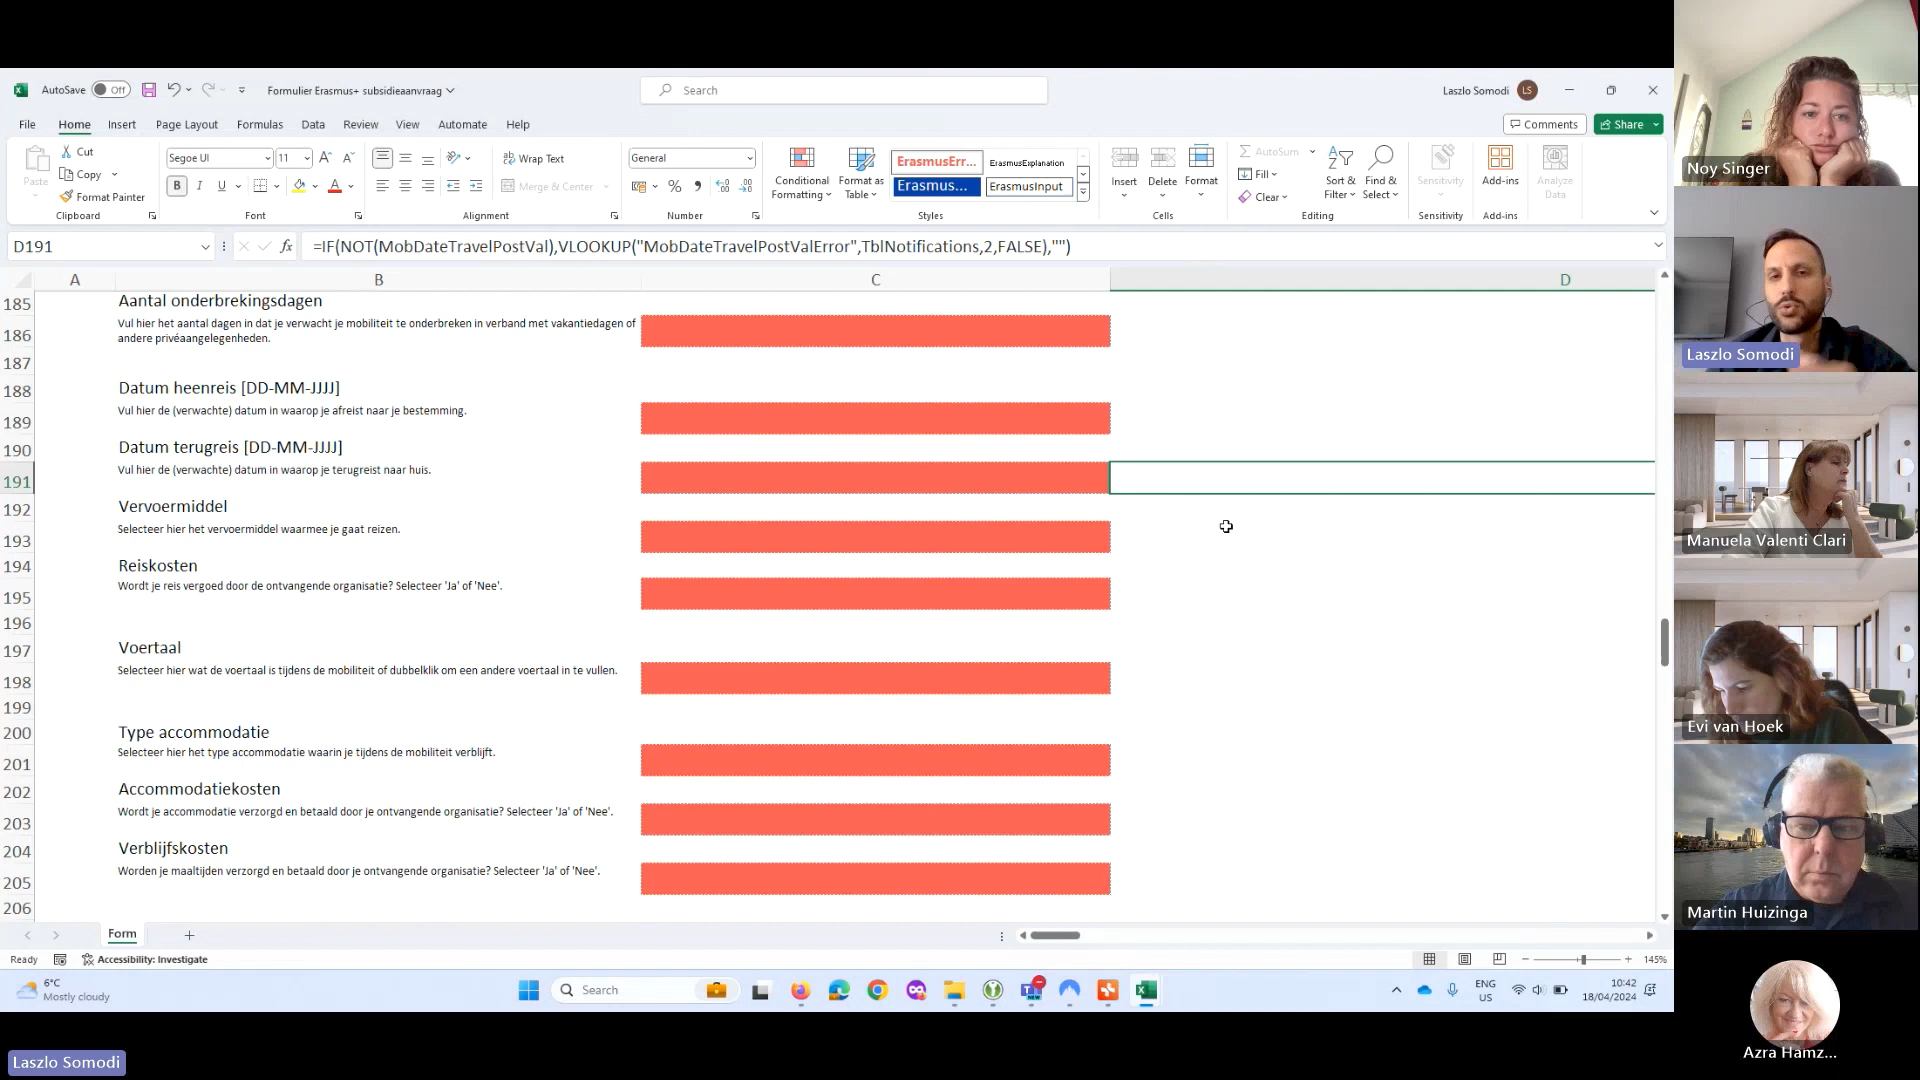 AutoSave Off
Formulier Erasmus+ subsidieaanvraag
Search
Laszlo Somodi LS
File Home Insert Page Layout Formulas Data Review View Automate Help
Comments Share
Paste
Cut
Copy
Format Painter
Clipboard
Segoe UI 11
B I U
Font
Wrap Text
Merge & Center
Alignment
General
Number
Conditional Formatting
Format as Table
ErasmusErr...
ErasmusExplanation
Erasmus...
ErasmusInput
Styles
Insert Delete Format
Cells
AutoSum
Fill
Clear
Sort & Filter
Find & Select
Editing
Sensitivity
Sensitivity
Add-ins
Add-ins
Analyze Data
D191
fx =IF(NOT(MobDateTravelPostVal),VLOOKUP("MobDateTravelPostValError",TblNotifications,2,FALSE),"")
A B C D
185 Aantal onderbrekingsdagen
186 Vul hier het aantal dagen in dat je verwacht je mobiliteit te onderbreken in verband met vakantiedagen of
andere privéaangelegenheden.
187
188 Datum heenreis [DD-MM-JJJJ]
189 Vul hier de (verwachte) datum in waarop je afreist naar je bestemming.
190 Datum terugreis [DD-MM-JJJJ]
191 Vul hier de (verwachte) datum in waarop je terugreist naar huis.
192 Vervoermiddel
193 Selecteer hier het vervoermiddel waarmee je gaat reizen.
194 Reiskosten
195 Wordt je reis vergoed door de ontvangende organisatie? Selecteer 'Ja' of 'Nee'.
196
197 Voertaal
198 Selecteer hier wat de voertaal is tijdens de mobiliteit of dubbelklik om een andere voertaal in te vullen.
199
200 Type accommodatie
201 Selecteer hier het type accommodatie waarin je tijdens de mobiliteit verblijft.
202 Accommodatiekosten
203 Wordt je accommodatie verzorgd en betaald door je ontvangende organisatie? Selecteer 'Ja' of 'Nee'.
204 Verblijfskosten
205 Worden je maaltijden verzorgd en betaald door je ontvangende organisatie? Selecteer 'Ja' of 'Nee'.
206
Form
Ready
Accessibility: Investigate
145%
6°C
Mostly cloudy
Search
NEW
ENG
US
10:42
18/04/2024
Noy Singer
Laszlo Somodi
Manuela Valenti Clari
Evi van Hoek
Martin Huizinga
Azra Hamz...
Laszlo Somodi